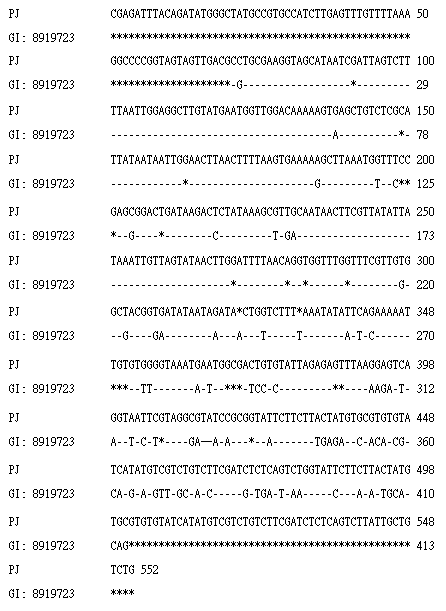 PJ CGAGATTTACAGATATGGGCTATGCCGTGCCATCTTGAGTTTGTTTTAAA 50
GI: 8919723 **************************************************
PJ GGCCCCGGTAGTAGTTGACGCCTGCGAAGGTAGCATAATCGATTAGTCTT 100
GI: 8919723 ********************-G------------------*--------- 29
PJ TTAATTGGAGGCTTGTATGAATGGTTGGACAAAAAGTGAGCTGTCTCGCA 150
GI: 8919723 -------------------------------------A----------*- 78
PJ TTATAATAATTGGAACTTAACTTTTAAGTGAAAAAGCTTAAATGGTTTCC 200
GI: 8919723 ------------*---------------------G---------T--C** 125
PJ GAGCGGACTGATAAGACTCTATAAAGCGTTGCAATAACTTCGTTATATTA 250
GI: 8919723 *--G----*--------C---------T-GA------------------- 173
PJ TAAATTGTTAGTATAACTTGGATTTTAACAGGTGGTTTGGTTTCGTTGTG 300
GI: 8919723 --------------------*--------*--*------*--------G- 220
PJ GCTACGGTGATATAATAGATA*CTGGTCTTT*AAATATATTCAGAAAAAT 348
GI: 8919723 --G----GA--------A---A----T-----T-------A-T-C----- 270
PJ TGTGTGGGGTAAATGAATGGCGACTGTGTATTAGAGAGTTTAAGGAGTCA 398
GI: 8919723 ***--TT-------A-T--***-TCC-C---------**----AAGA-T- 312
PJ GGTAATTCGTAGGCGTATCCGCGGTATTCTTCTTACTATGTGCGTGTGTA 448
GI: 8919723 A--T-C-T*----GA—-A-A---*--A-------TGAGA--C-ACA-CG- 360
PJ TCATATGTCGTCTGTCTTCGATCTCTCAGTCTGGTATTCTTCTTACTATG 498
GI: 8919723 CA-G-A-GTT-GC-A-C-----G-TGA-T-AA-----C---A-A-TGCA- 410
PJ TGCGTGTGTATCATATGTCGTCTGTCTTCGATCTCTCAGTCTTATTGCTG 548
GI: 8919723 CAG*********************************************** 413
PJ TCTG 552
GI: 8919723 ****